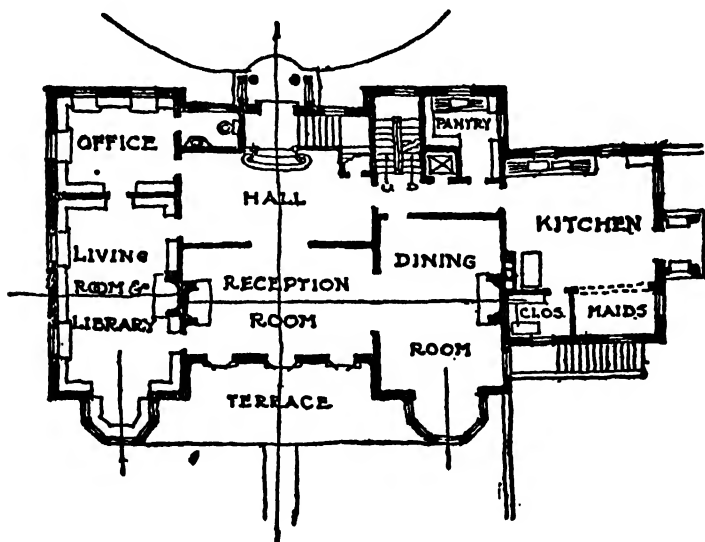 OFFICE
PANTRY
HALL
KITCHEN
LIVING
ROOM &
LIBRARY
RECEPTION
ROOM
DINING
ROOM
CLOS.
MAIDS
TERRACE